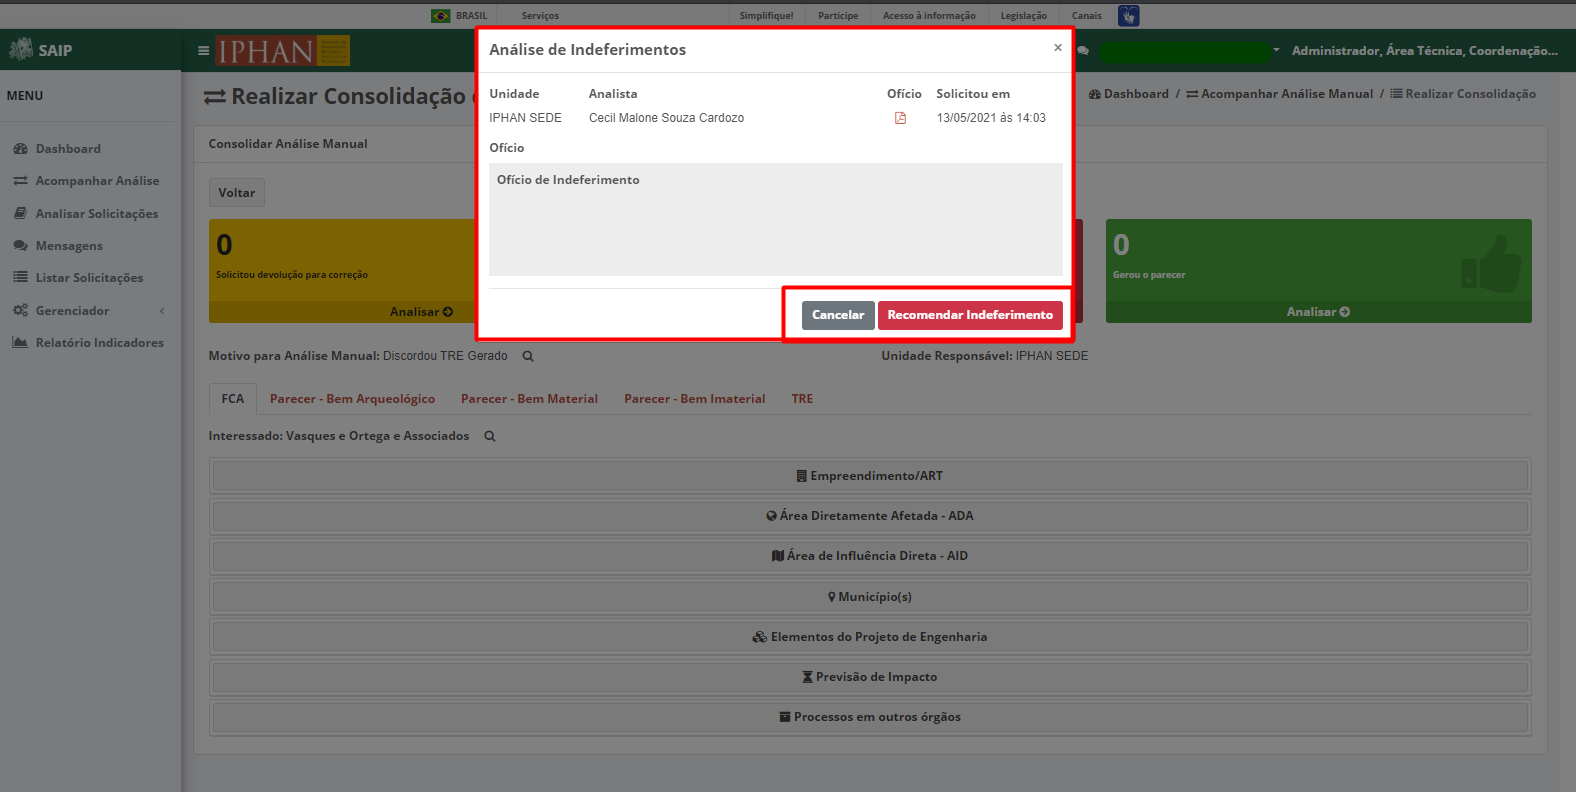 BRASIL Serviços Simplifique! Participe Acesso à informação Legislação Canais
SAIP
IPHAN
Administrador, Área Técnica, Coordenação...
MENU
Dashboard
Acompanhar Análise
Analisar Solicitações
Mensagens
Listar Solicitações
Gerenciador
Relatório Indicadores
Realizar Consolidação
Dashboard / Acompanhar Análise Manual / Realizar Consolidação
Consolidar Análise Manual
Voltar
0
Solicitou devolução para correção
Analisar
0
Gerou o parecer
Analisar
Análise de Indeferimentos ×
Unidade Analista Ofício Solicitou em
IPHAN SEDE Cecil Malone Souza Cardozo 13/05/2021 às 14:03
Ofício
Ofício de Indeferimento
Cancelar Recomendar Indeferimento
Motivo para Análise Manual: Discordou TRE Gerado Unidade Responsável: IPHAN SEDE
FCA Parecer - Bem Arqueológico Parecer - Bem Material Parecer - Bem Imaterial TRE
Interessado: Vasques e Ortega e Associados
Empreendimento/ART
Área Diretamente Afetada - ADA
Área de Influência Direta - AID
Município(s)
Elementos do Projeto de Engenharia
Previsão de Impacto
Processos em outros órgãos